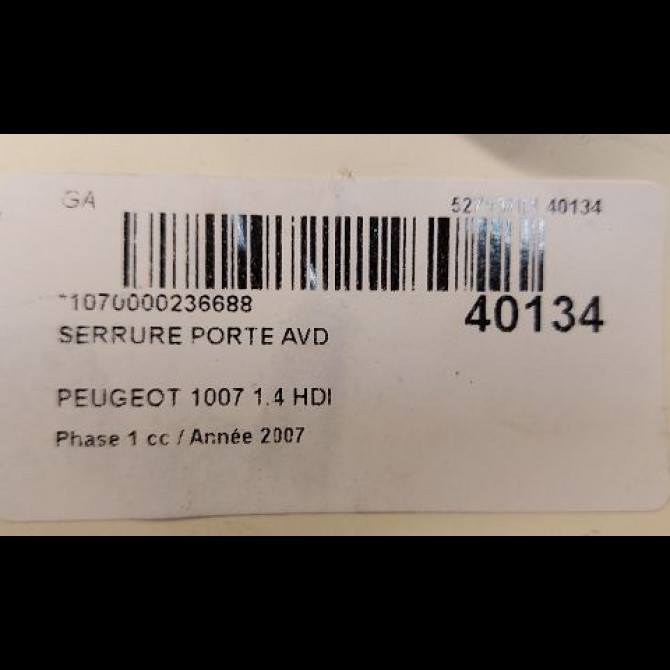 GA
40134
*1070000236688
40134
SERRURE PORTE AVD
PEUGEOT 1007 1.4 HDI
Phase 1 cc / Année 2007